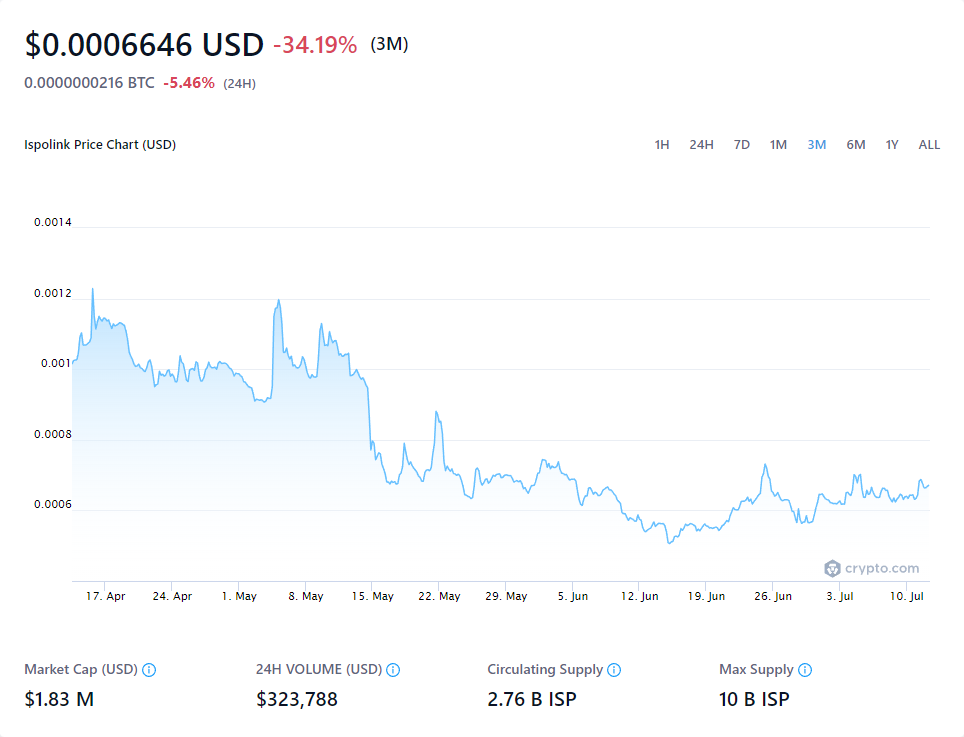 $0.0006646 USD -34.19% (3M)
0.0000000216 BTC -5.46% (24H)
Ispolink Price Chart (USD) 1H 24H 7D 1M 3M 6M 1Y ALL
0.0014
0.0012
0.001
0.0008
0.0006
crypto.com
17. Apr 24. Apr 1. May 8. May 15. May 22. May 29. May 5. Jun 12. Jun 19. Jun 26. Jun 3. Jul 10. Jul
Market Cap (USD) 24H VOLUME (USD) Circulating Supply Max Supply
$1.83 M $323,788 2.76 B ISP 10 B ISP